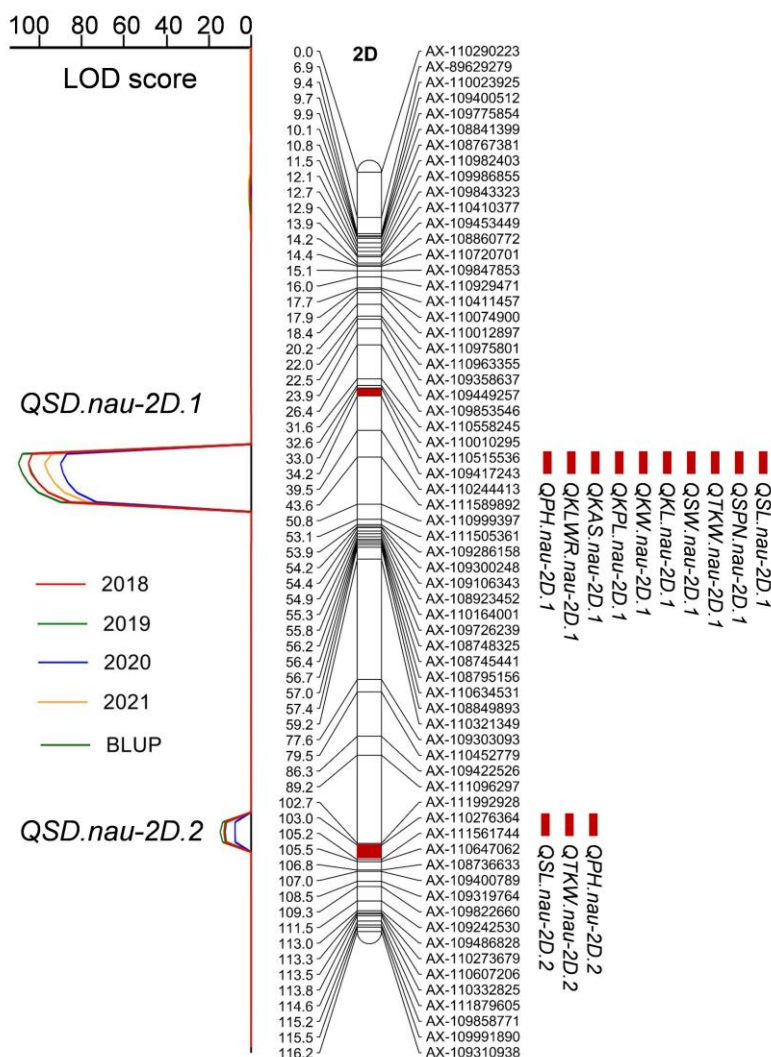 100 80 60 40 20 0
LOD score
QSD.nau-2D.1
2018
2019
2020
2021
BLUP
QSD.nau-2D.2
2D
0.0 AX-110290223
6.9 AX-89629279
9.4 AX-110023925
9.7 AX-109400512
9.9 AX-109775854
10.1 AX-108841399
10.8 AX-108767381
11.5 AX-110982403
12.1 AX-109986855
12.7 AX-109843323
12.9 AX-110410377
13.9 AX-109453449
14.2 AX-108860772
14.4 AX-110720701
15.1 AX-109847853
16.0 AX-110929471
17.7 AX-110411457
17.9 AX-110074900
18.4 AX-110012897
20.2 AX-110975801
22.0 AX-110963355
22.5 AX-109358637
23.9 AX-109449257
26.4 AX-109853546
31.6 AX-110558245
32.6 AX-110010295
33.0 AX-110515536
34.2 AX-109417243
39.5 AX-110244413
43.6 AX-111589892
50.8 AX-110999397
53.1 AX-111505361
53.9 AX-109286158
54.2 AX-109300248
54.4 AX-109106343
54.9 AX-108923452
55.3 AX-110164001
55.8 AX-109726239
56.2 AX-108748325
56.4 AX-108745441
56.7 AX-108795156
57.0 AX-110634531
57.4 AX-108849893
59.2 AX-110321349
77.6 AX-109303093
79.5 AX-110452779
86.3 AX-109422526
89.2 AX-111096297
102.7 AX-111992928
103.0 AX-110276364
105.2 AX-111561744
105.5 AX-110647062
106.8 AX-108736633
107.0 AX-109400789
108.5 AX-109319764
109.3 AX-109822660
111.5 AX-109242530
113.0 AX-109486828
113.3 AX-110273679
113.5 AX-110607206
113.8 AX-110332825
114.6 AX-111879605
115.2 AX-109858771
115.5 AX-109991890
116.2 AX-109310938
QPH.nau-2D.1
QKLWR.nau-2D.1
QKAS.nau-2D.1
QKPL.nau-2D.1
QKW.nau-2D.1
QKL.nau-2D.1
QSW.nau-2D.1
QTKW.nau-2D.1
QSPN.nau-2D.1
QSL.nau-2D.1
QSL.nau-2D.2
QTKW.nau-2D.2
QPH.nau-2D.2